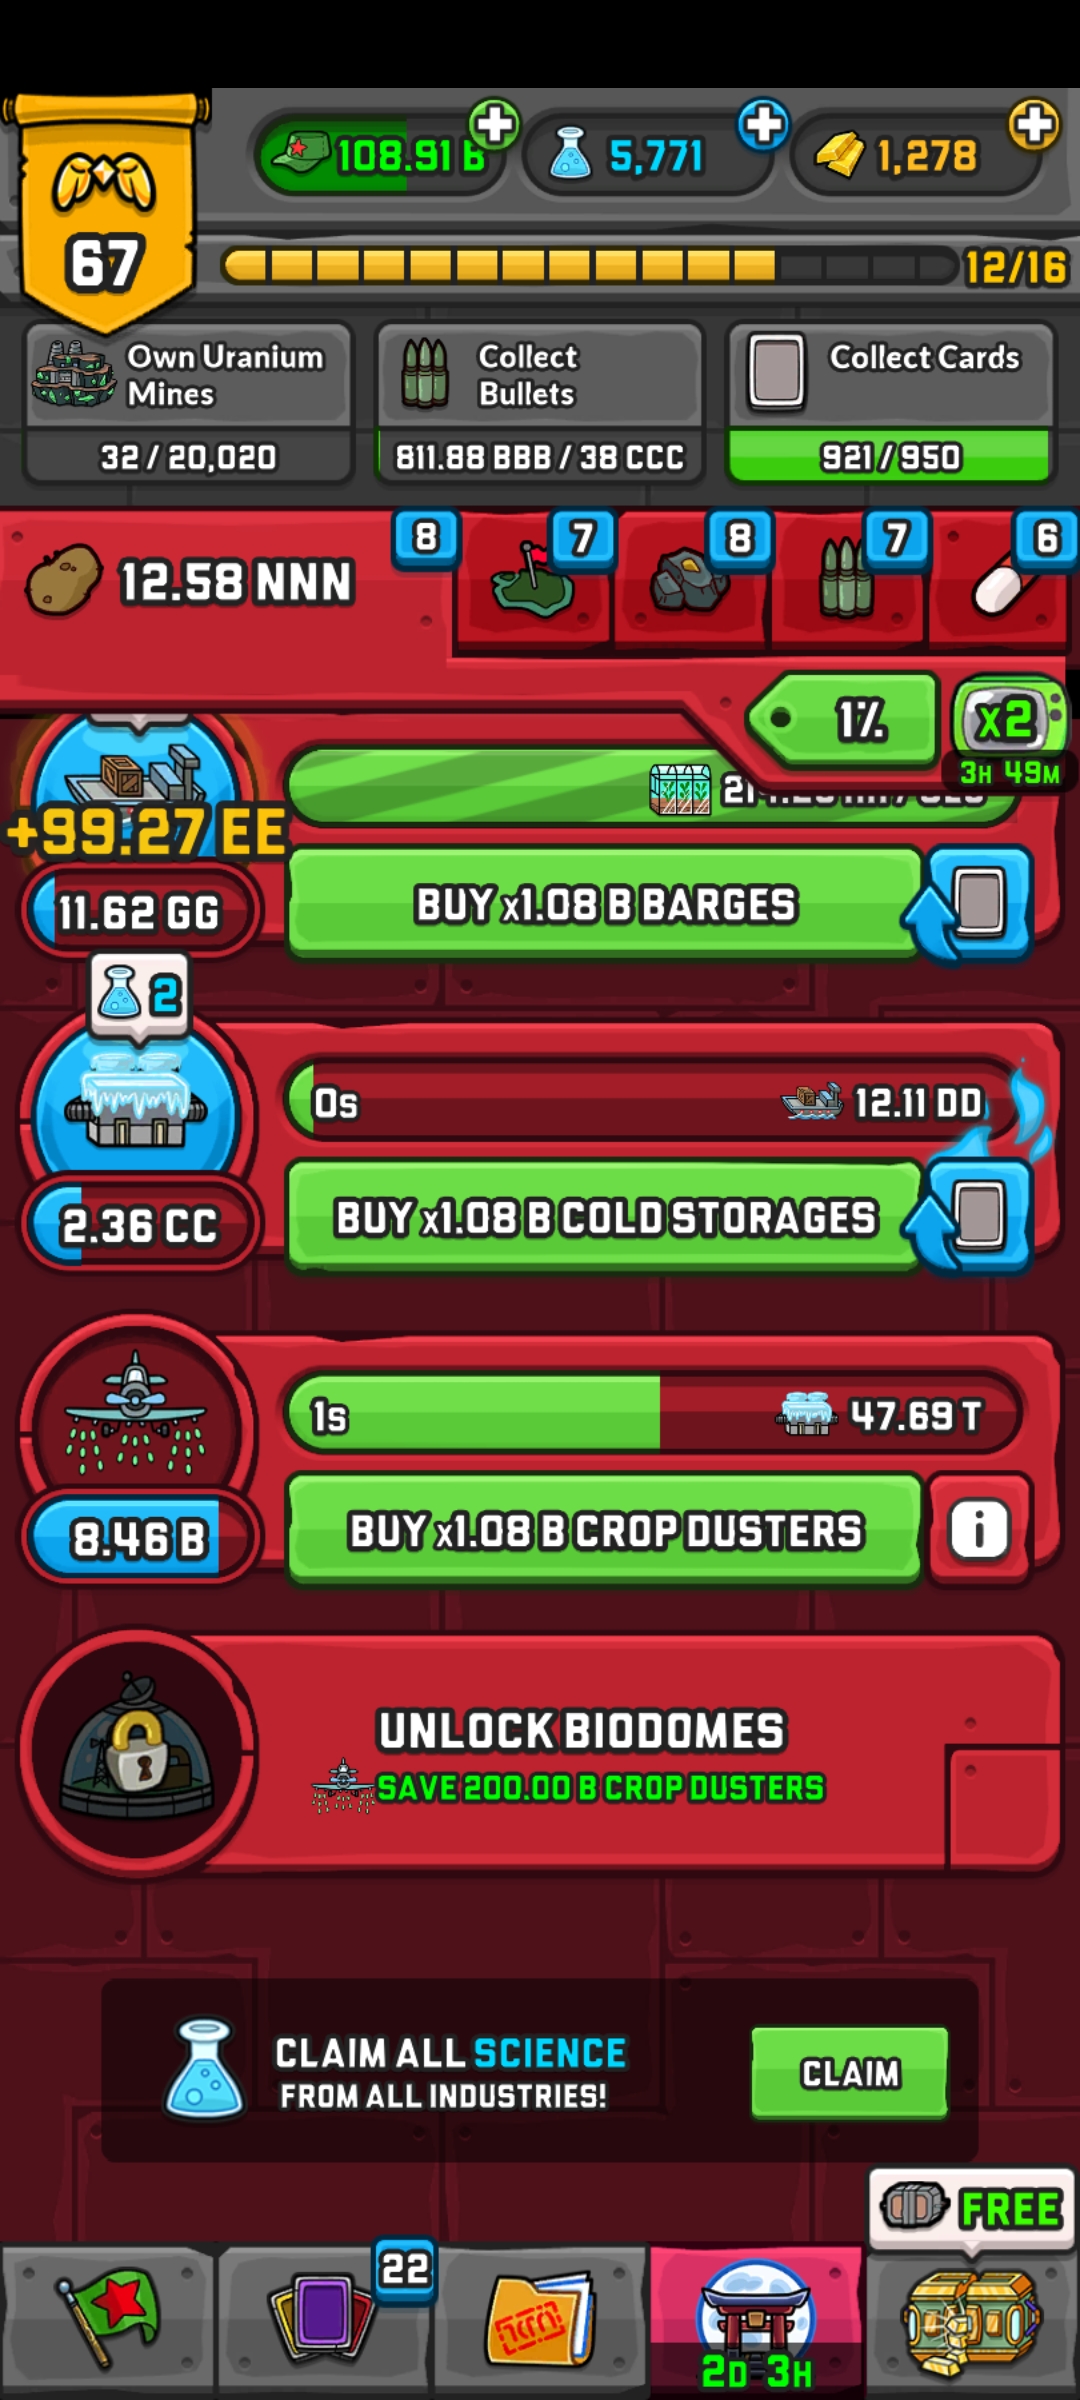 108.91 B
5,771
1,278
67
12/16
Own Uranium
Mines
32 / 20,020
Collect
Bullets
811.88 BBB / 38 CCC
Collect Cards
921 / 950
12.58 NNN
8
7
8
7
6
1%
x2
3H 49M
+99.27 EE
11.62 GG
BUY x1.08 B BARGES
2
0s
12.11 DD
2.36 CC
BUY x1.08 B COLD STORAGES
1s
47.69 T
8.46 B
BUY x1.08 B CROP DUSTERS
i
UNLOCK BIODOMES
SAVE 200.00 B CROP DUSTERS
CLAIM ALL SCIENCE
FROM ALL INDUSTRIES!
CLAIM
FREE
22
2D 3H